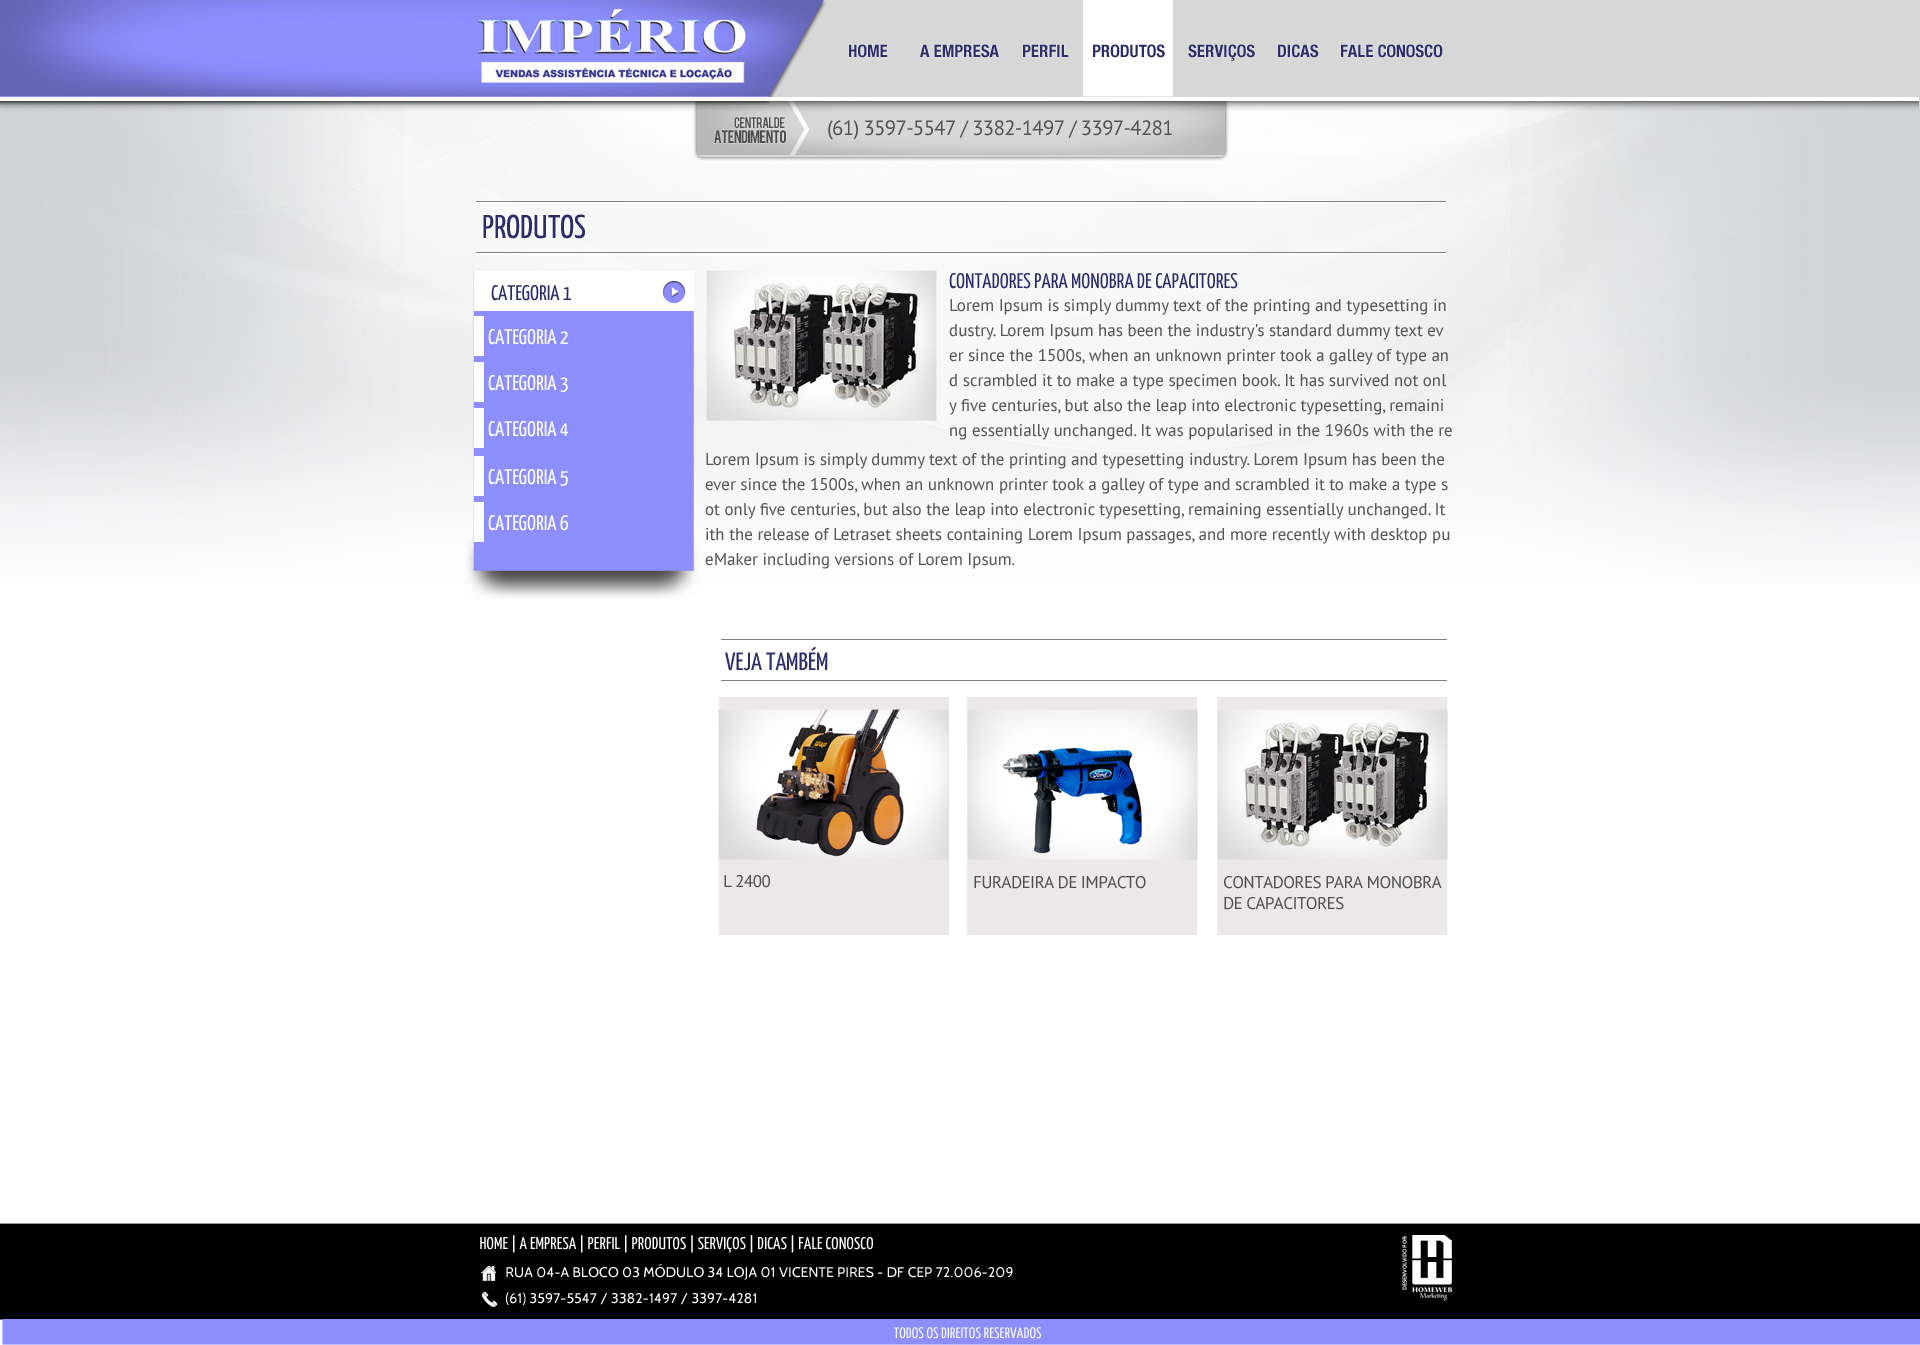 IMPÉRIO
VENDAS ASSISTÊNCIA TÉCNICA E LOCAÇÃO
HOME A EMPRESA PERFIL PRODUTOS SERVIÇOS DICAS FALE CONOSCO
CENTRALDE
ATENDIMENTO
(61) 3597-5547 / 3382-1497 / 3397-4281
PRODUTOS
CATEGORIA 1
CATEGORIA 2
CATEGORIA 3
CATEGORIA 4
CATEGORIA 5
CATEGORIA 6
CONTADORES PARA MONOBRA DE CAPACITORES
Lorem Ipsum is simply dummy text of the printing and typesetting in
dustry. Lorem Ipsum has been the industry's standard dummy text ev
er since the 1500s, when an unknown printer took a galley of type an
d scrambled it to make a type specimen book. It has survived not onl
y five centuries, but also the leap into electronic typesetting, remaini
ng essentially unchanged. It was popularised in the 1960s with the re
Lorem Ipsum is simply dummy text of the printing and typesetting industry. Lorem Ipsum has been the
ever since the 1500s, when an unknown printer took a galley of type and scrambled it to make a type s
ot only five centuries, but also the leap into electronic typesetting, remaining essentially unchanged. It
ith the release of Letraset sheets containing Lorem Ipsum passages, and more recently with desktop pu
eMaker including versions of Lorem Ipsum.
VEJA TAMBÉM
Ford
L 2400
FURADEIRA DE IMPACTO
CONTADORES PARA MONOBRA
DE CAPACITORES
HOME | A EMPRESA | PERFIL | PRODUTOS | SERVIÇOS | DICAS | FALE CONOSCO
RUA 04-A BLOCO 03 MÓDULO 34 LOJA 01 VICENTE PIRES - DF CEP 72.006-209
(61) 3597-5547 / 3382-1497 / 3397-4281
DESENVOLVIDO POR
HOMEWEB
Marketing
TODOS OS DIREITOS RESERVADOS